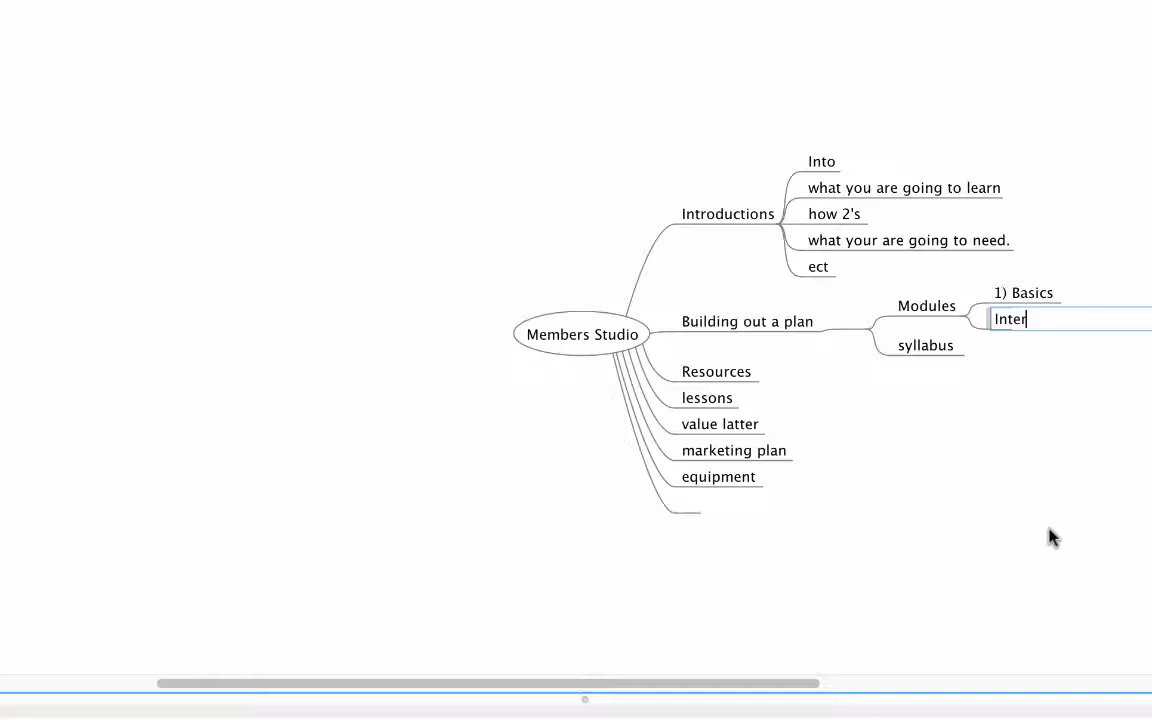 Into
what you are going to learn
Introductions
how 2's
what your are going to need.
ect
1) Basics
Modules
Inter
Building out a plan
Members Studio
syllabus
Resources
lessons
value latter
marketing plan
equipment